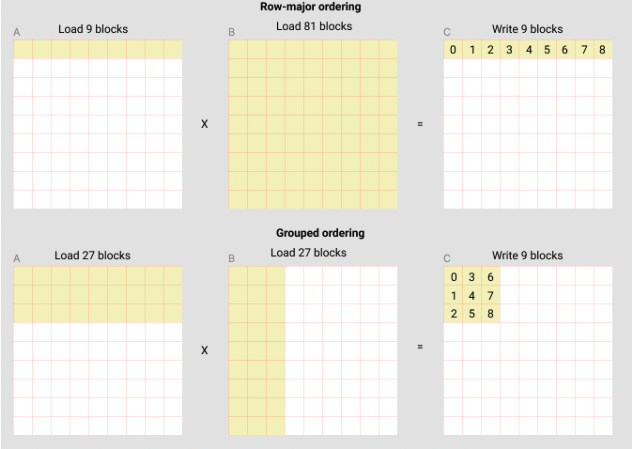 Row-major ordering
A Load 9 blocks B Load 81 blocks C Write 9 blocks
0 1 2 3 4 5 6 7 8
X =
Grouped ordering
A Load 27 blocks B Load 27 blocks C Write 9 blocks
0 3 6
1 4 7
2 5 8
X =